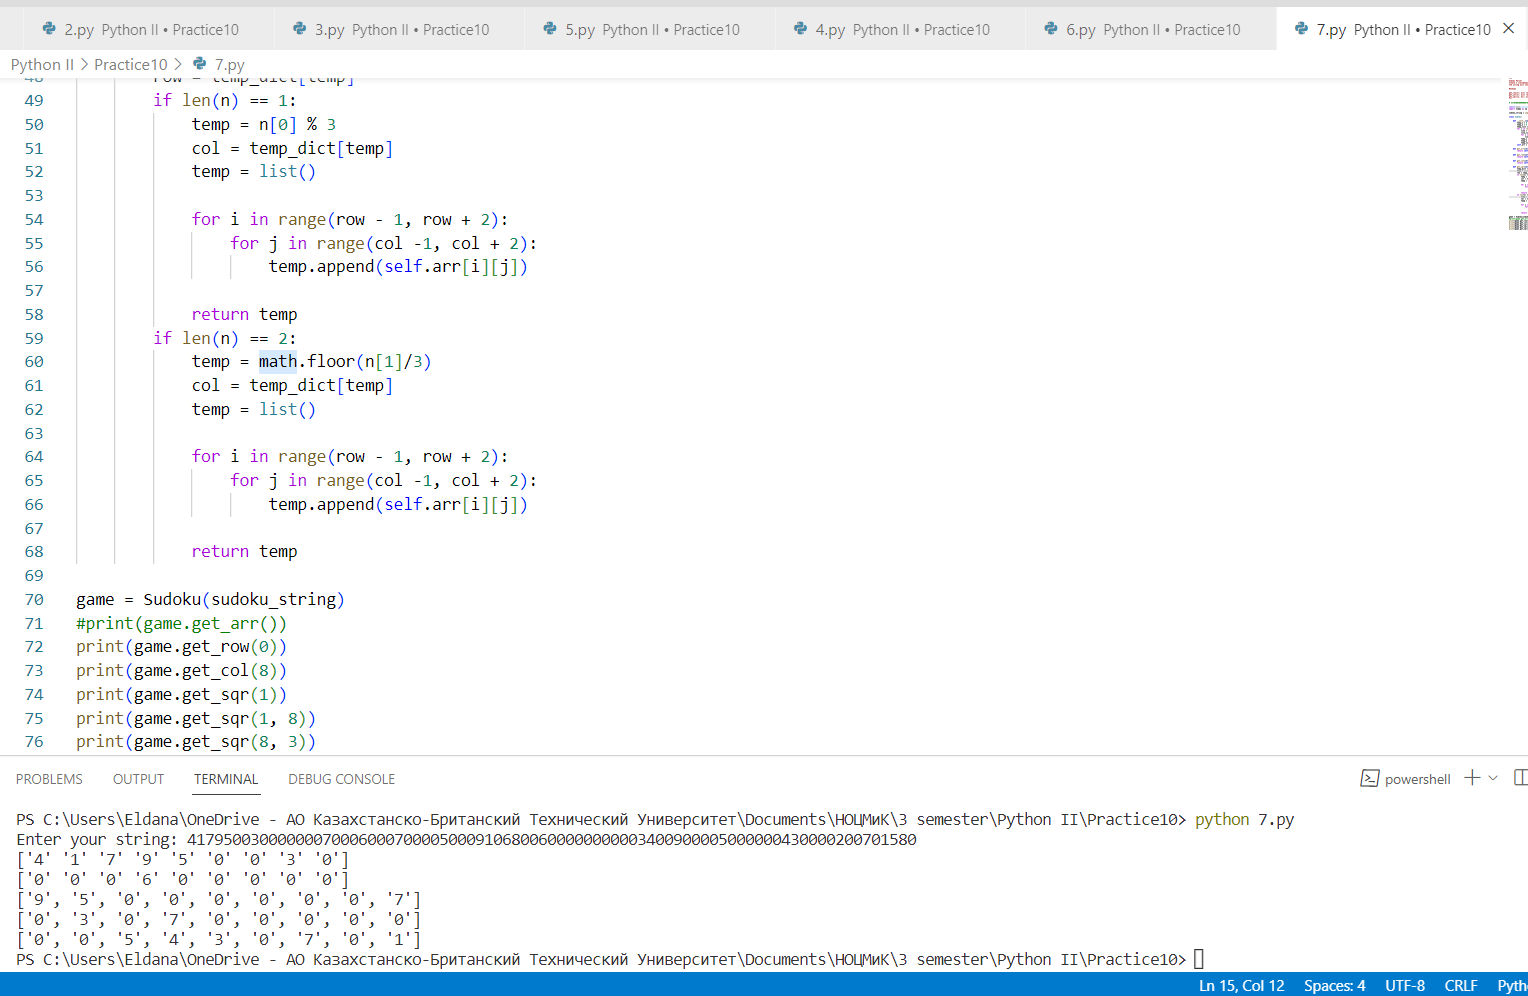 2.py Python II • Practice10 3.py Python II • Practice10 5.py Python II • Practice10 4.py Python II • Practice10 6.py Python II • Practice10 7.py Python II • Practice10
Python II > Practice10 > 7.py
48 row = temp_dict[temp]
49 if len(n) == 1:
50 temp = n[0] % 3
51 col = temp_dict[temp]
52 temp = list()
53
54 for i in range(row - 1, row + 2):
55 for j in range(col -1, col + 2):
56 temp.append(self.arr[i][j])
57
58 return temp
59 if len(n) == 2:
60 temp = math.floor(n[1]/3)
61 col = temp_dict[temp]
62 temp = list()
63
64 for i in range(row - 1, row + 2):
65 for j in range(col -1, col + 2):
66 temp.append(self.arr[i][j])
67
68 return temp
69
70 game = Sudoku(sudoku_string)
71 #print(game.get_arr())
72 print(game.get_row(0))
73 print(game.get_col(8))
74 print(game.get_sqr(1))
75 print(game.get_sqr(1, 8))
76 print(game.get_sqr(8, 3))
PROBLEMS OUTPUT TERMINAL DEBUG CONSOLE powershell
PS C:\Users\Eldana\OneDrive - АО Казахстанско-Британский Технический Университет\Documents\НОЦМиК\3 semester\Python II\Practice10> python 7.py
Enter your string: 417950030000000700060007000050009106800600000000003400900005000000430000200701580
['4' '1' '7' '9' '5' '0' '0' '3' '0']
['0' '0' '0' '6' '0' '0' '0' '0' '0']
['9', '5', '0', '0', '0', '0', '0', '0', '7']
['0', '3', '0', '7', '0', '0', '0', '0', '0']
['0', '0', '5', '4', '3', '0', '7', '0', '1']
PS C:\Users\Eldana\OneDrive - АО Казахстанско-Британский Технический Университет\Documents\НОЦМиК\3 semester\Python II\Practice10>
Ln 15, Col 12 Spaces: 4 UTF-8 CRLF Pyth